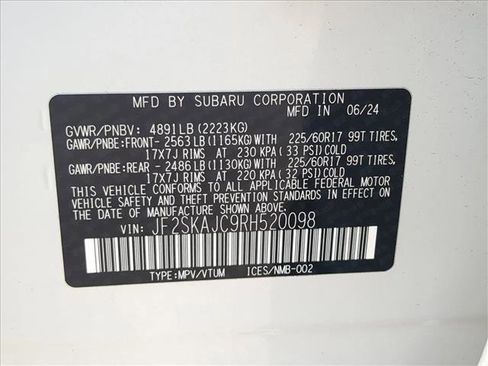 MFD BY SUBARU CORPORATION
MFD IN 06/24
GVWR/PNBV: 4891LB (2223KG)
GAWR/PNBE:FRONT- 2563LB (1165KG) WITH 225/60R17 99T TIRES,
17X7J RIMS AT 230 KPA (33 PSI) COLD
GAWR/PNBE:REAR - 2486LB (1130KG) WITH 225/60R17 99T TIRES,
17X7J RIMS AT 220 KPA (32 PSI) COLD
THIS VEHICLE CONFORMS TO ALL APPLICABLE FEDERAL MOTOR
VEHICLE SAFETY AND THEFT PREVENTION STANDARDS IN EFFECT
ON THE DATE OF MANUFACTURE SHOWN ABOVE.
VIN: JF2SKAJC9RH520098
TYPE:MPV/VTUM ICES/NMB-002